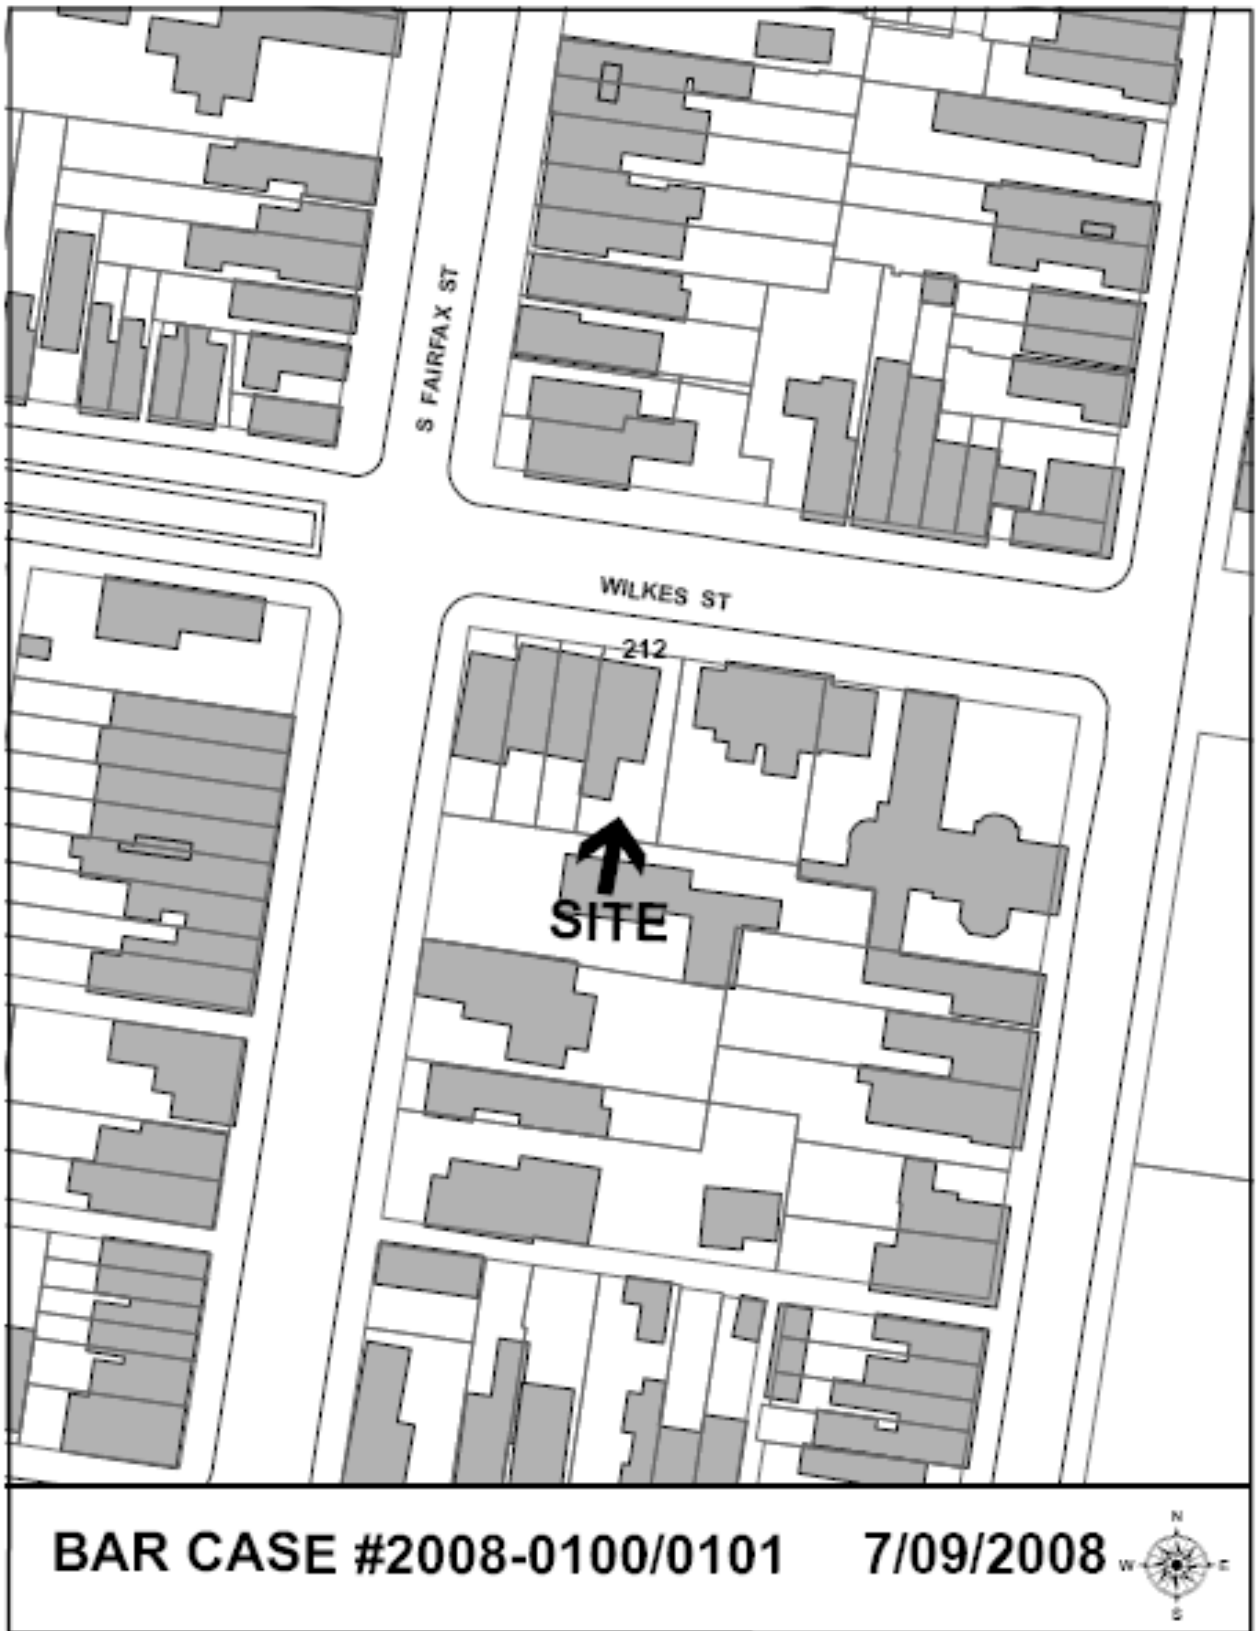 S FAIRFAX ST
WILKES ST
212
SITE
BAR CASE #2008-0100/0101 7/09/2008
N
W E
S